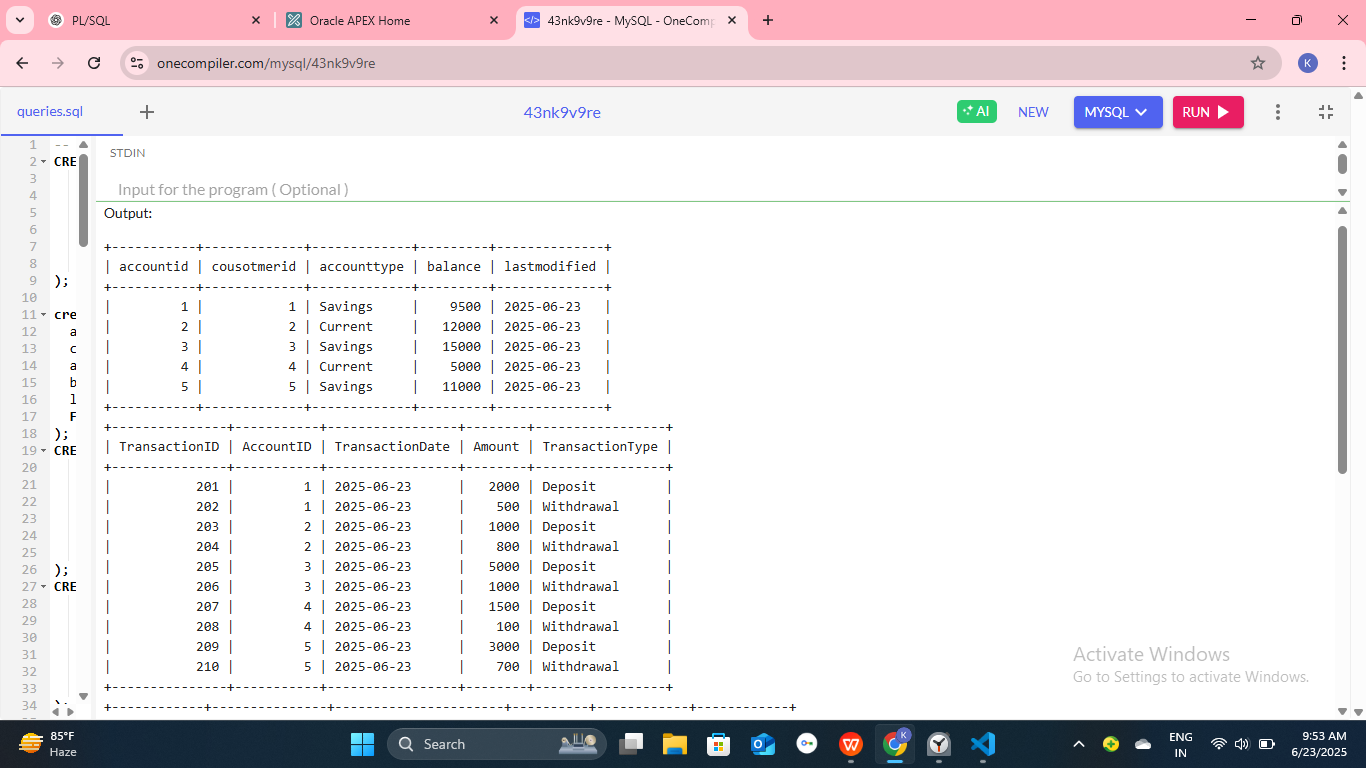 PL/SQL
Oracle APEX Home
43nk9v9re - MySQL - OneComp
onecompiler.com/mysql/43nk9v9re
K
queries.sql
43nk9v9re
AI
NEW
MYSQL
RUN
1 --
2 CRE
3
4
5
6
7
8
9 );
10
11 cre
12 a
13 c
14 a
15 b
16 l
17 F
18 );
19 CRE
20
21
22
23
24
25
26 );
27 CRE
28
29
30
31
32
33
34
STDIN
Input for the program ( Optional )
Output:
+-----------+-------------+-------------+---------+--------------+
| accountid | cousotmerid | accounttype | balance | lastmodified |
+-----------+-------------+-------------+---------+--------------+
| 1 | 1 | Savings | 9500 | 2025-06-23 |
| 2 | 2 | Current | 12000 | 2025-06-23 |
| 3 | 3 | Savings | 15000 | 2025-06-23 |
| 4 | 4 | Current | 5000 | 2025-06-23 |
| 5 | 5 | Savings | 11000 | 2025-06-23 |
+-----------+-------------+-------------+---------+--------------+
+---------------+-----------+-----------------+--------+-----------------+
| TransactionID | AccountID | TransactionDate | Amount | TransactionType |
+---------------+-----------+-----------------+--------+-----------------+
| 201 | 1 | 2025-06-23 | 2000 | Deposit |
| 202 | 1 | 2025-06-23 | 500 | Withdrawal |
| 203 | 2 | 2025-06-23 | 1000 | Deposit |
| 204 | 2 | 2025-06-23 | 800 | Withdrawal |
| 205 | 3 | 2025-06-23 | 5000 | Deposit |
| 206 | 3 | 2025-06-23 | 1000 | Withdrawal |
| 207 | 4 | 2025-06-23 | 1500 | Deposit |
| 208 | 4 | 2025-06-23 | 100 | Withdrawal |
| 209 | 5 | 2025-06-23 | 3000 | Deposit |
| 210 | 5 | 2025-06-23 | 700 | Withdrawal |
+---------------+-----------+-----------------+--------+-----------------+
Activate Windows
Go to Settings to activate Windows.
85°F
Haze
Search
ENG
IN
9:53 AM
6/23/2025